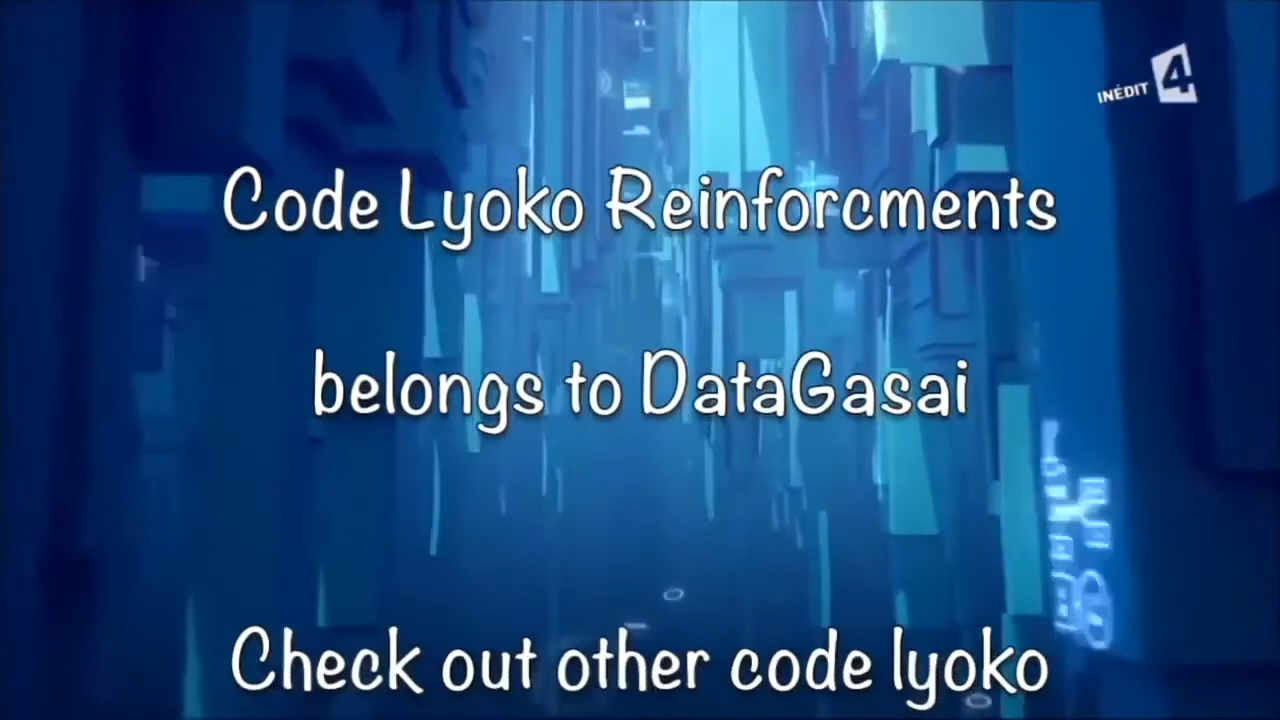 INÉDIT 4
Code Lyoko Reinforcments
belongs to DataGasai
Check out other code lyoko